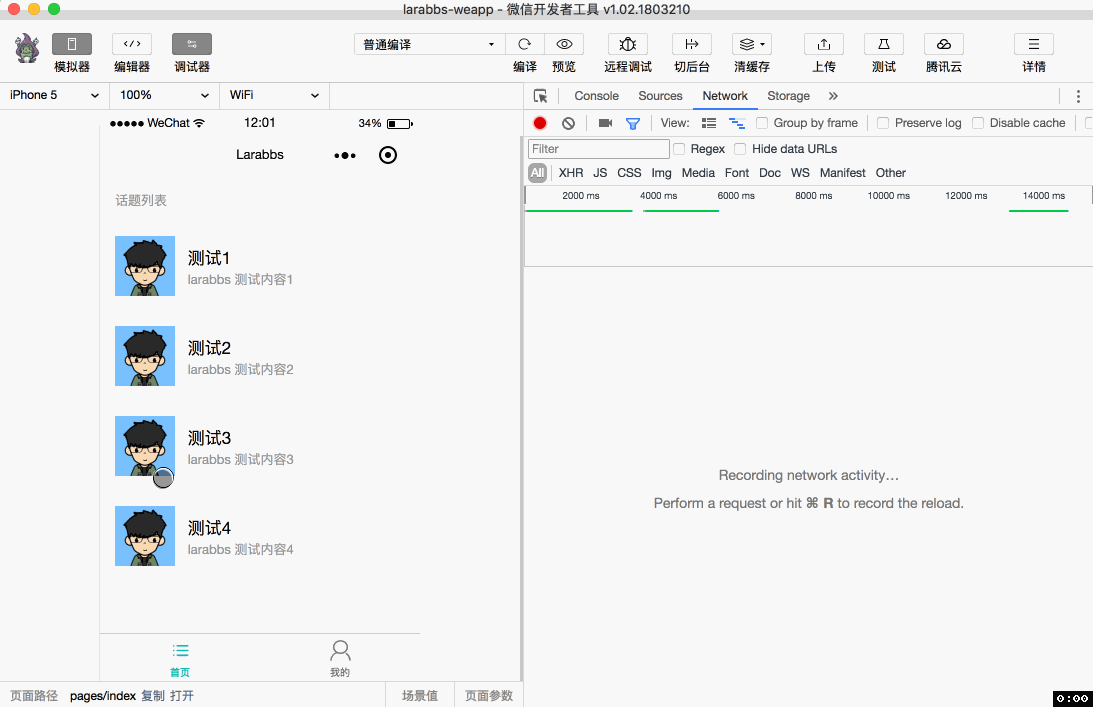 larabbs-weapp - 微信开发者工具 v1.02.1803210
模拟器 编辑器 调试器 普通编译 编译 预览 远程调试 切后台 清缓存 上传 测试 腾讯云 详情
iPhone 5 100% WiFi
Console Sources Network Storage
WeChat 12:01 34%
View: Group by frame Preserve log Disable cache
Larabbs
Filter Regex Hide data URLs
All XHR JS CSS Img Media Font Doc WS Manifest Other
2000 ms 4000 ms 6000 ms 8000 ms 10000 ms 12000 ms 14000 ms
话题列表
测试1
larabbs 测试内容1
测试2
larabbs 测试内容2
测试3
larabbs 测试内容3
测试4
larabbs 测试内容4
Recording network activity…
Perform a request or hit ⌘ R to record the reload.
首页 我的
页面路径 pages/index 复制 打开 场景值 页面参数
0:00